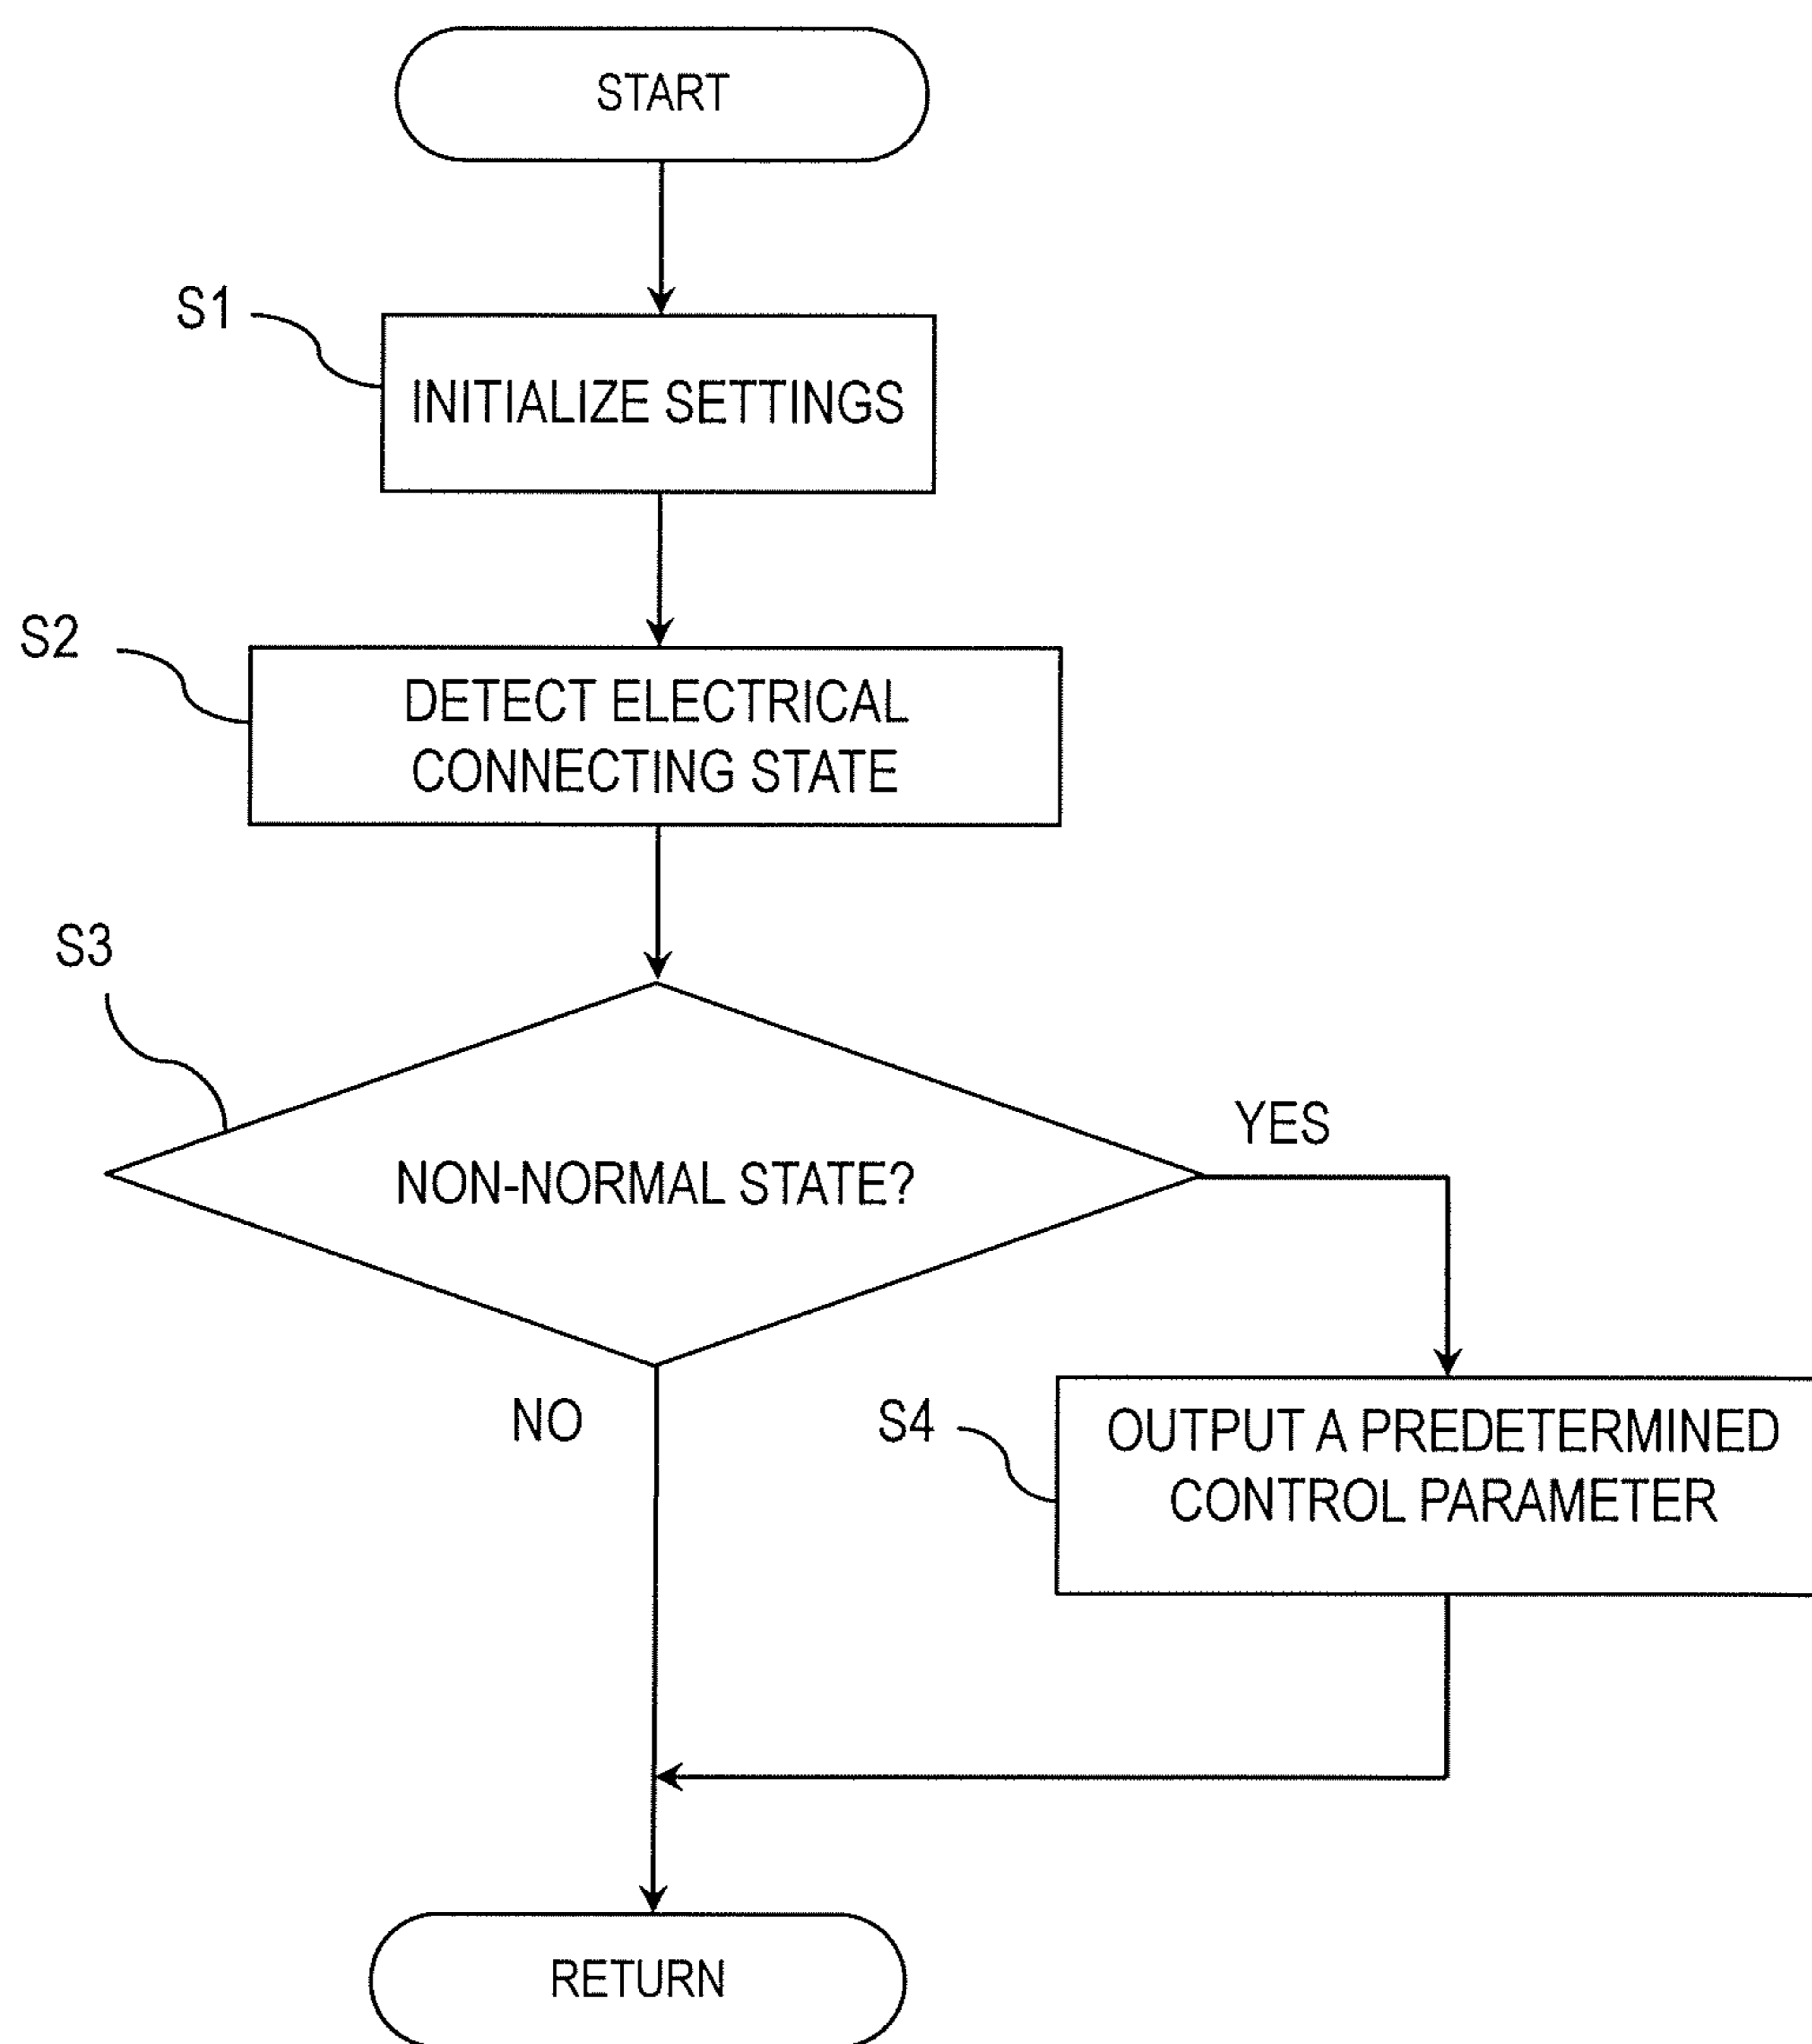 START
S1
INITIALIZE SETTINGS
S2
DETECT ELECTRICAL
CONNECTING STATE
S3
NON-NORMAL STATE?
YES
NO
S4
OUTPUT A PREDETERMINED
CONTROL PARAMETER
RETURN